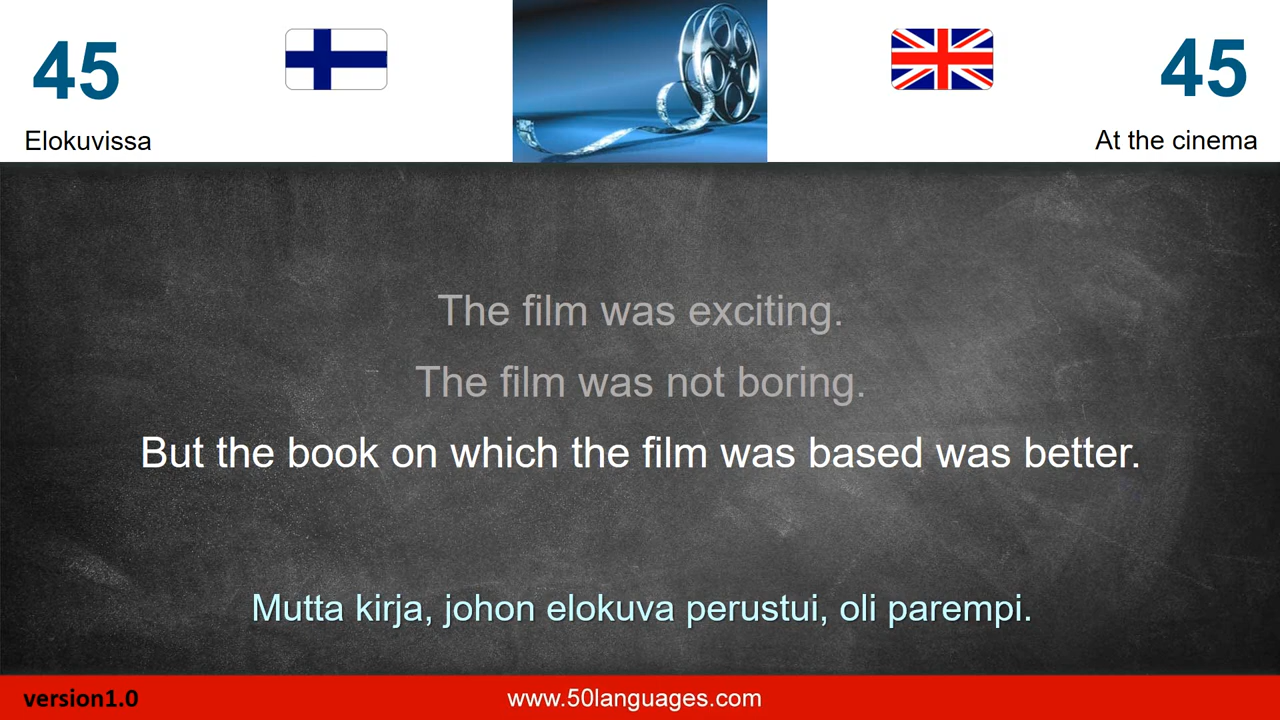 45
45
Elokuvissa
At the cinema
The film was exciting.
The film was not boring.
But the book on which the film was based was better.
Mutta kirja, johon elokuva perustui, oli parempi.
version1.0
www.50languages.com